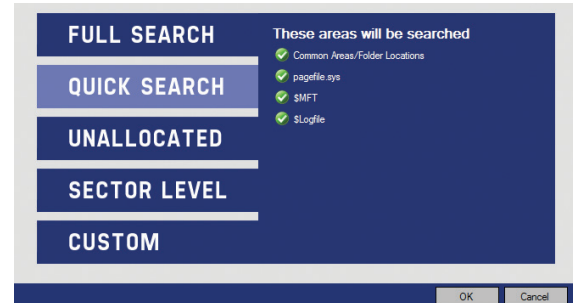 FULL SEARCH
QUICK SEARCH
UNALLOCATED
SECTOR LEVEL
CUSTOM
These areas will be searched
Common Areas/Folder Locations
pagefile.sys
$MFT
$Logfile
OK
Cancel